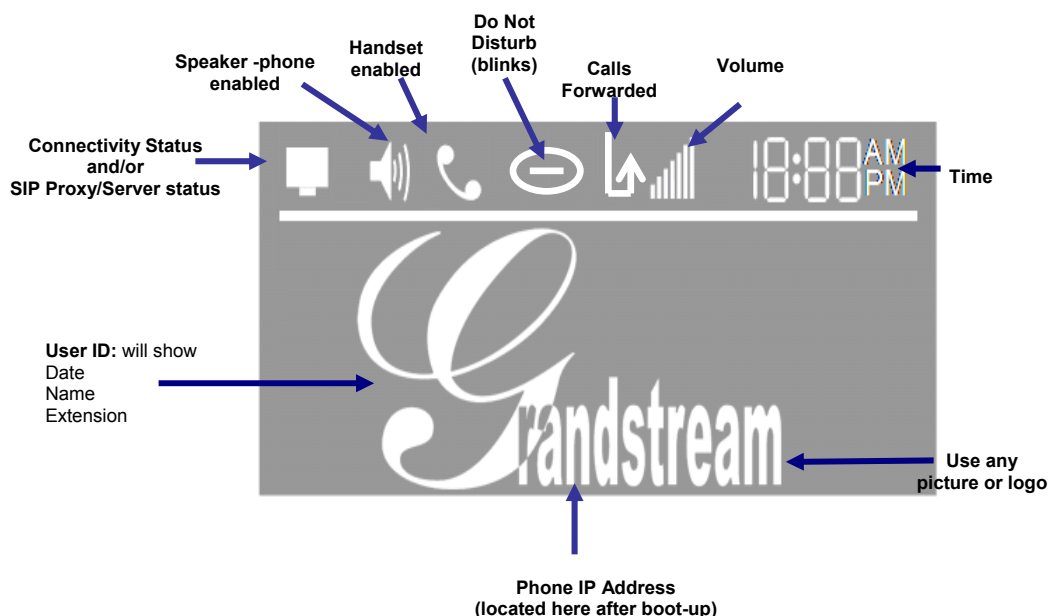 Do Not
Disturb
(blinks)
Handset
enabled
Speaker -phone
enabled
Calls
Forwarded
Volume
Connectivity Status
and/or
SIP Proxy/Server status
18:88 AM
PM
Time
User ID: will show
Date
Name
Extension
Grandstream
Use any
picture or logo
Phone IP Address
(located here after boot-up)